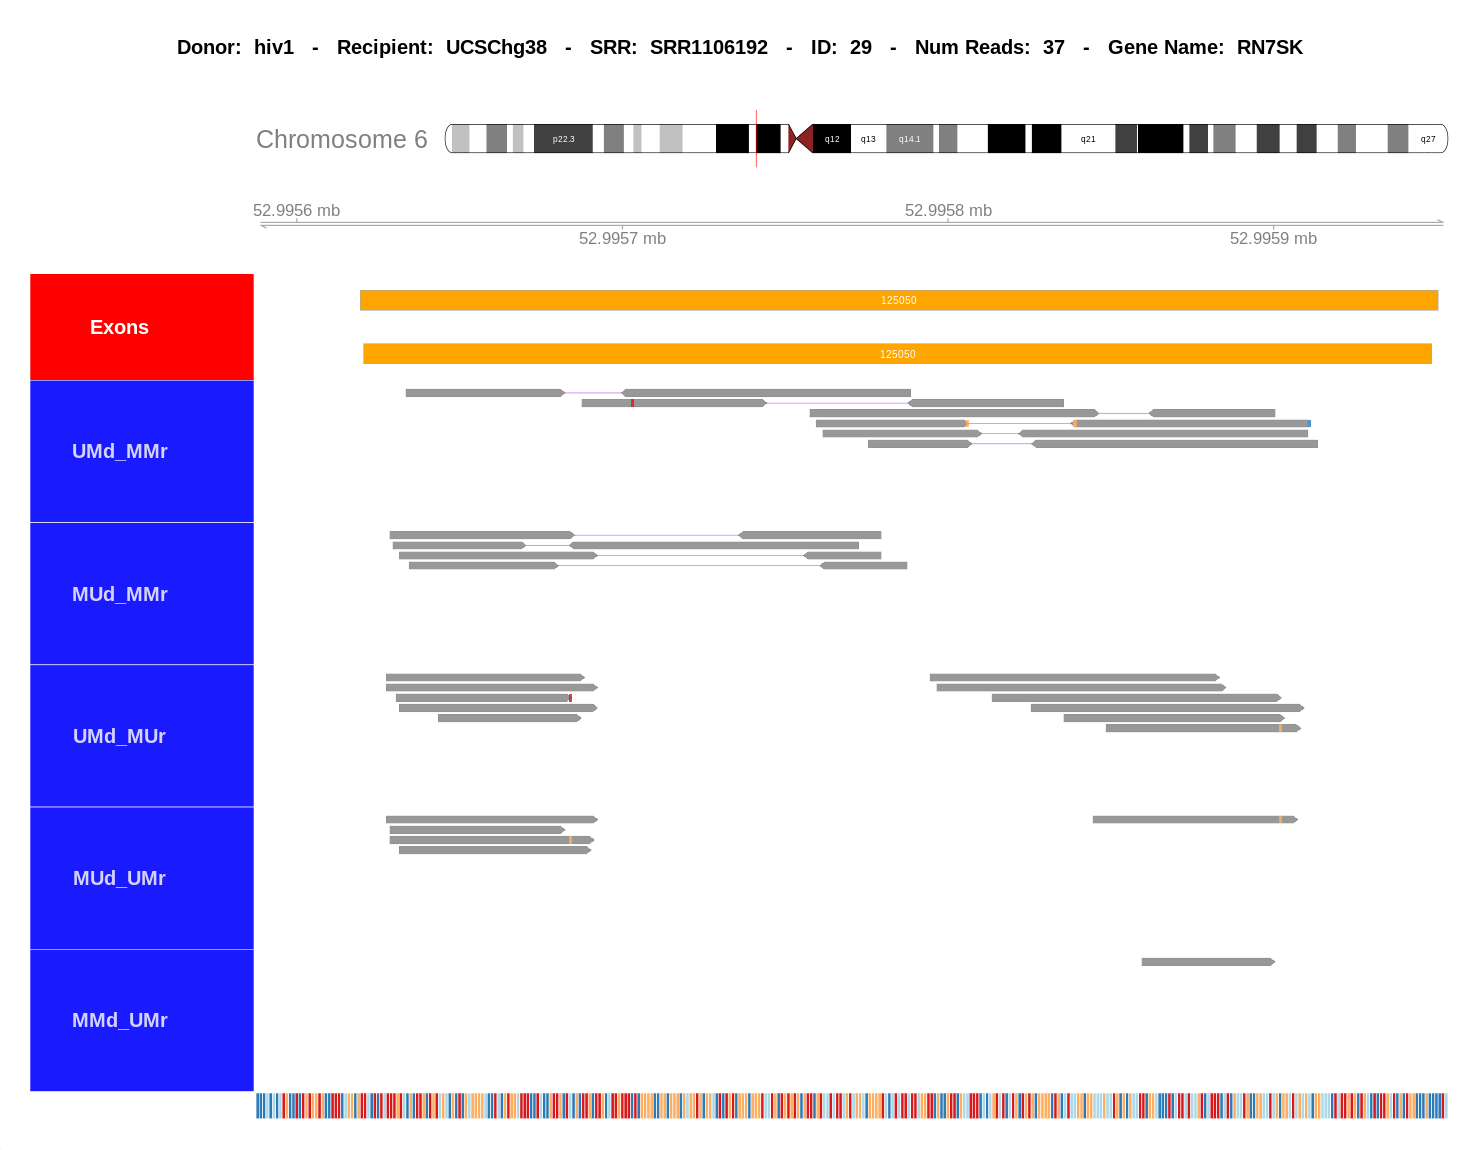 Donor: hiv1 - Recipient: UCSChg38 - SRR: SRR1106192 - ID: 29 - Num Reads: 37 - Gene Name: RN7SK
Chromosome 6 p22.3 q12 q13 q14.1 q21 q27
52.9956 mb 52.9958 mb
52.9957 mb 52.9959 mb
125050
Exons
125050
UMd_MMr
MUd_MMr
UMd_MUr
MUd_UMr
MMd_UMr